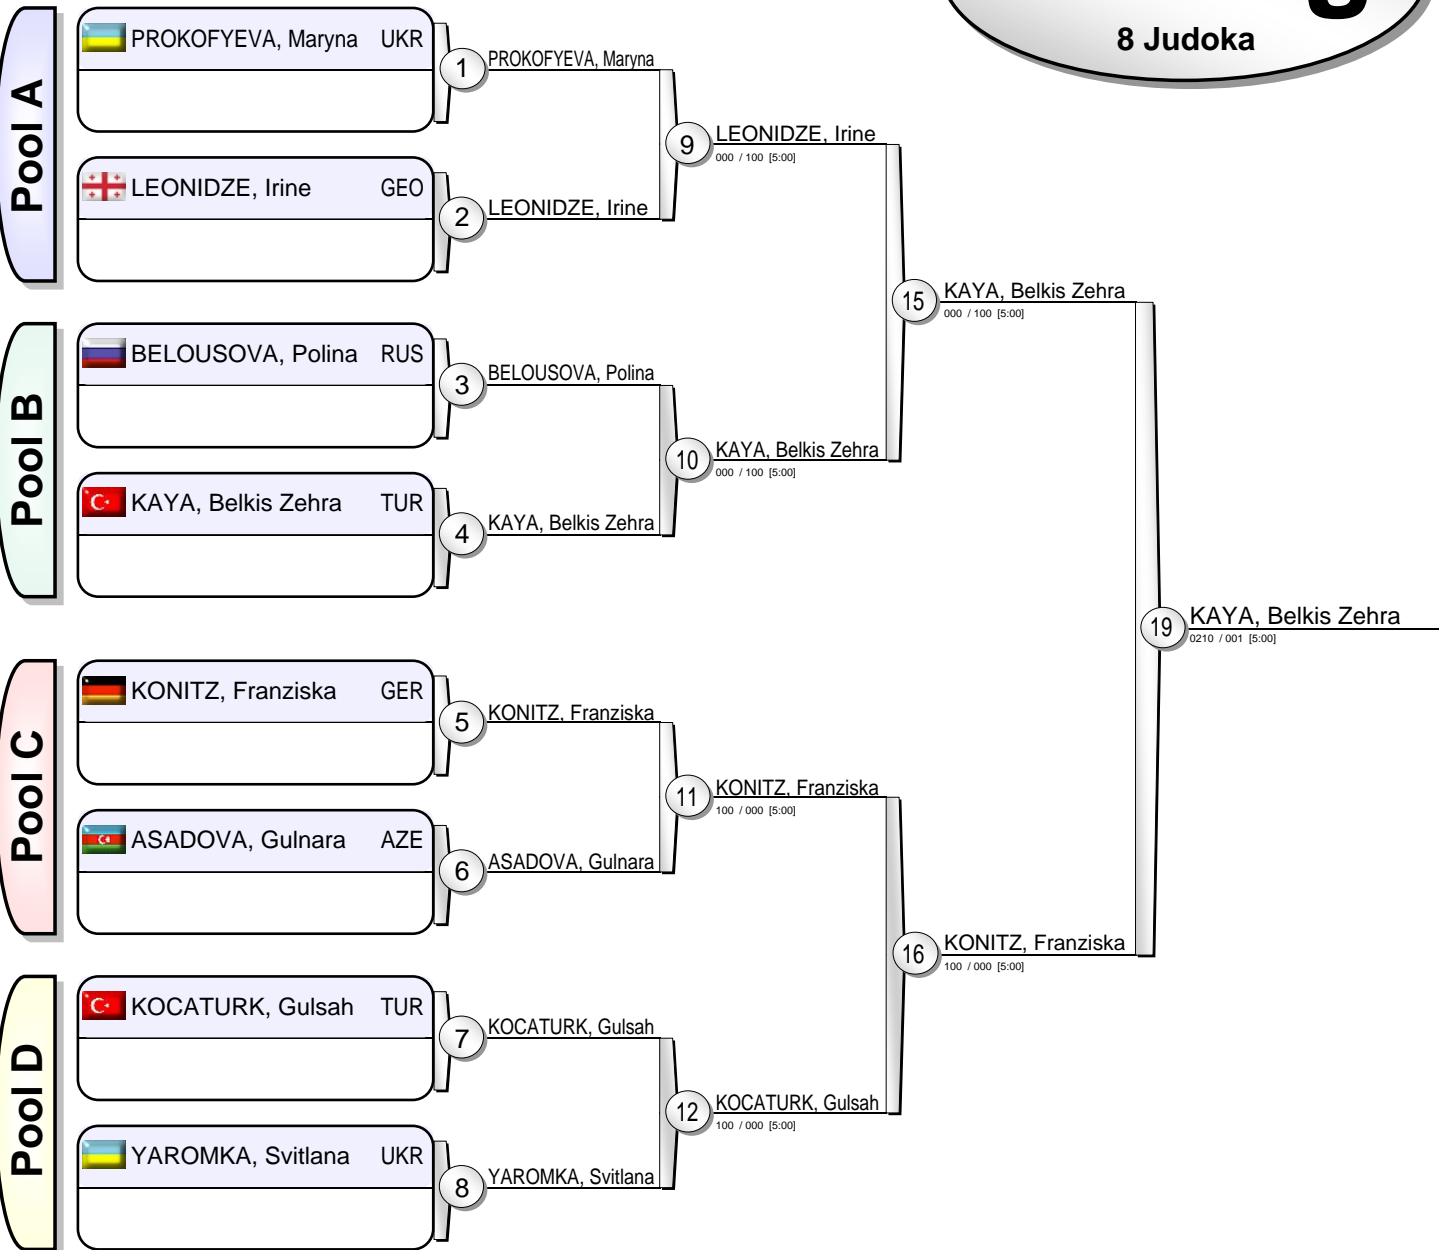 8 Judoka
Pool A
PROKOFYEVA, Maryna UKR
1
PROKOFYEVA, Maryna
LEONIDZE, Irine GEO
2
LEONIDZE, Irine
9
LEONIDZE, Irine
000 / 100 [5:00]
Pool B
BELOUSOVA, Polina RUS
3
BELOUSOVA, Polina
KAYA, Belkis Zehra TUR
4
KAYA, Belkis Zehra
10
KAYA, Belkis Zehra
000 / 100 [5:00]
15
KAYA, Belkis Zehra
000 / 100 [5:00]
Pool C
KONITZ, Franziska GER
5
KONITZ, Franziska
ASADOVA, Gulnara AZE
6
ASADOVA, Gulnara
11
KONITZ, Franziska
100 / 000 [5:00]
Pool D
KOCATURK, Gulsah TUR
7
KOCATURK, Gulsah
YAROMKA, Svitlana UKR
8
YAROMKA, Svitlana
12
KOCATURK, Gulsah
100 / 000 [5:00]
16
KONITZ, Franziska
100 / 000 [5:00]
19
KAYA, Belkis Zehra
0210 / 001 [5:00]